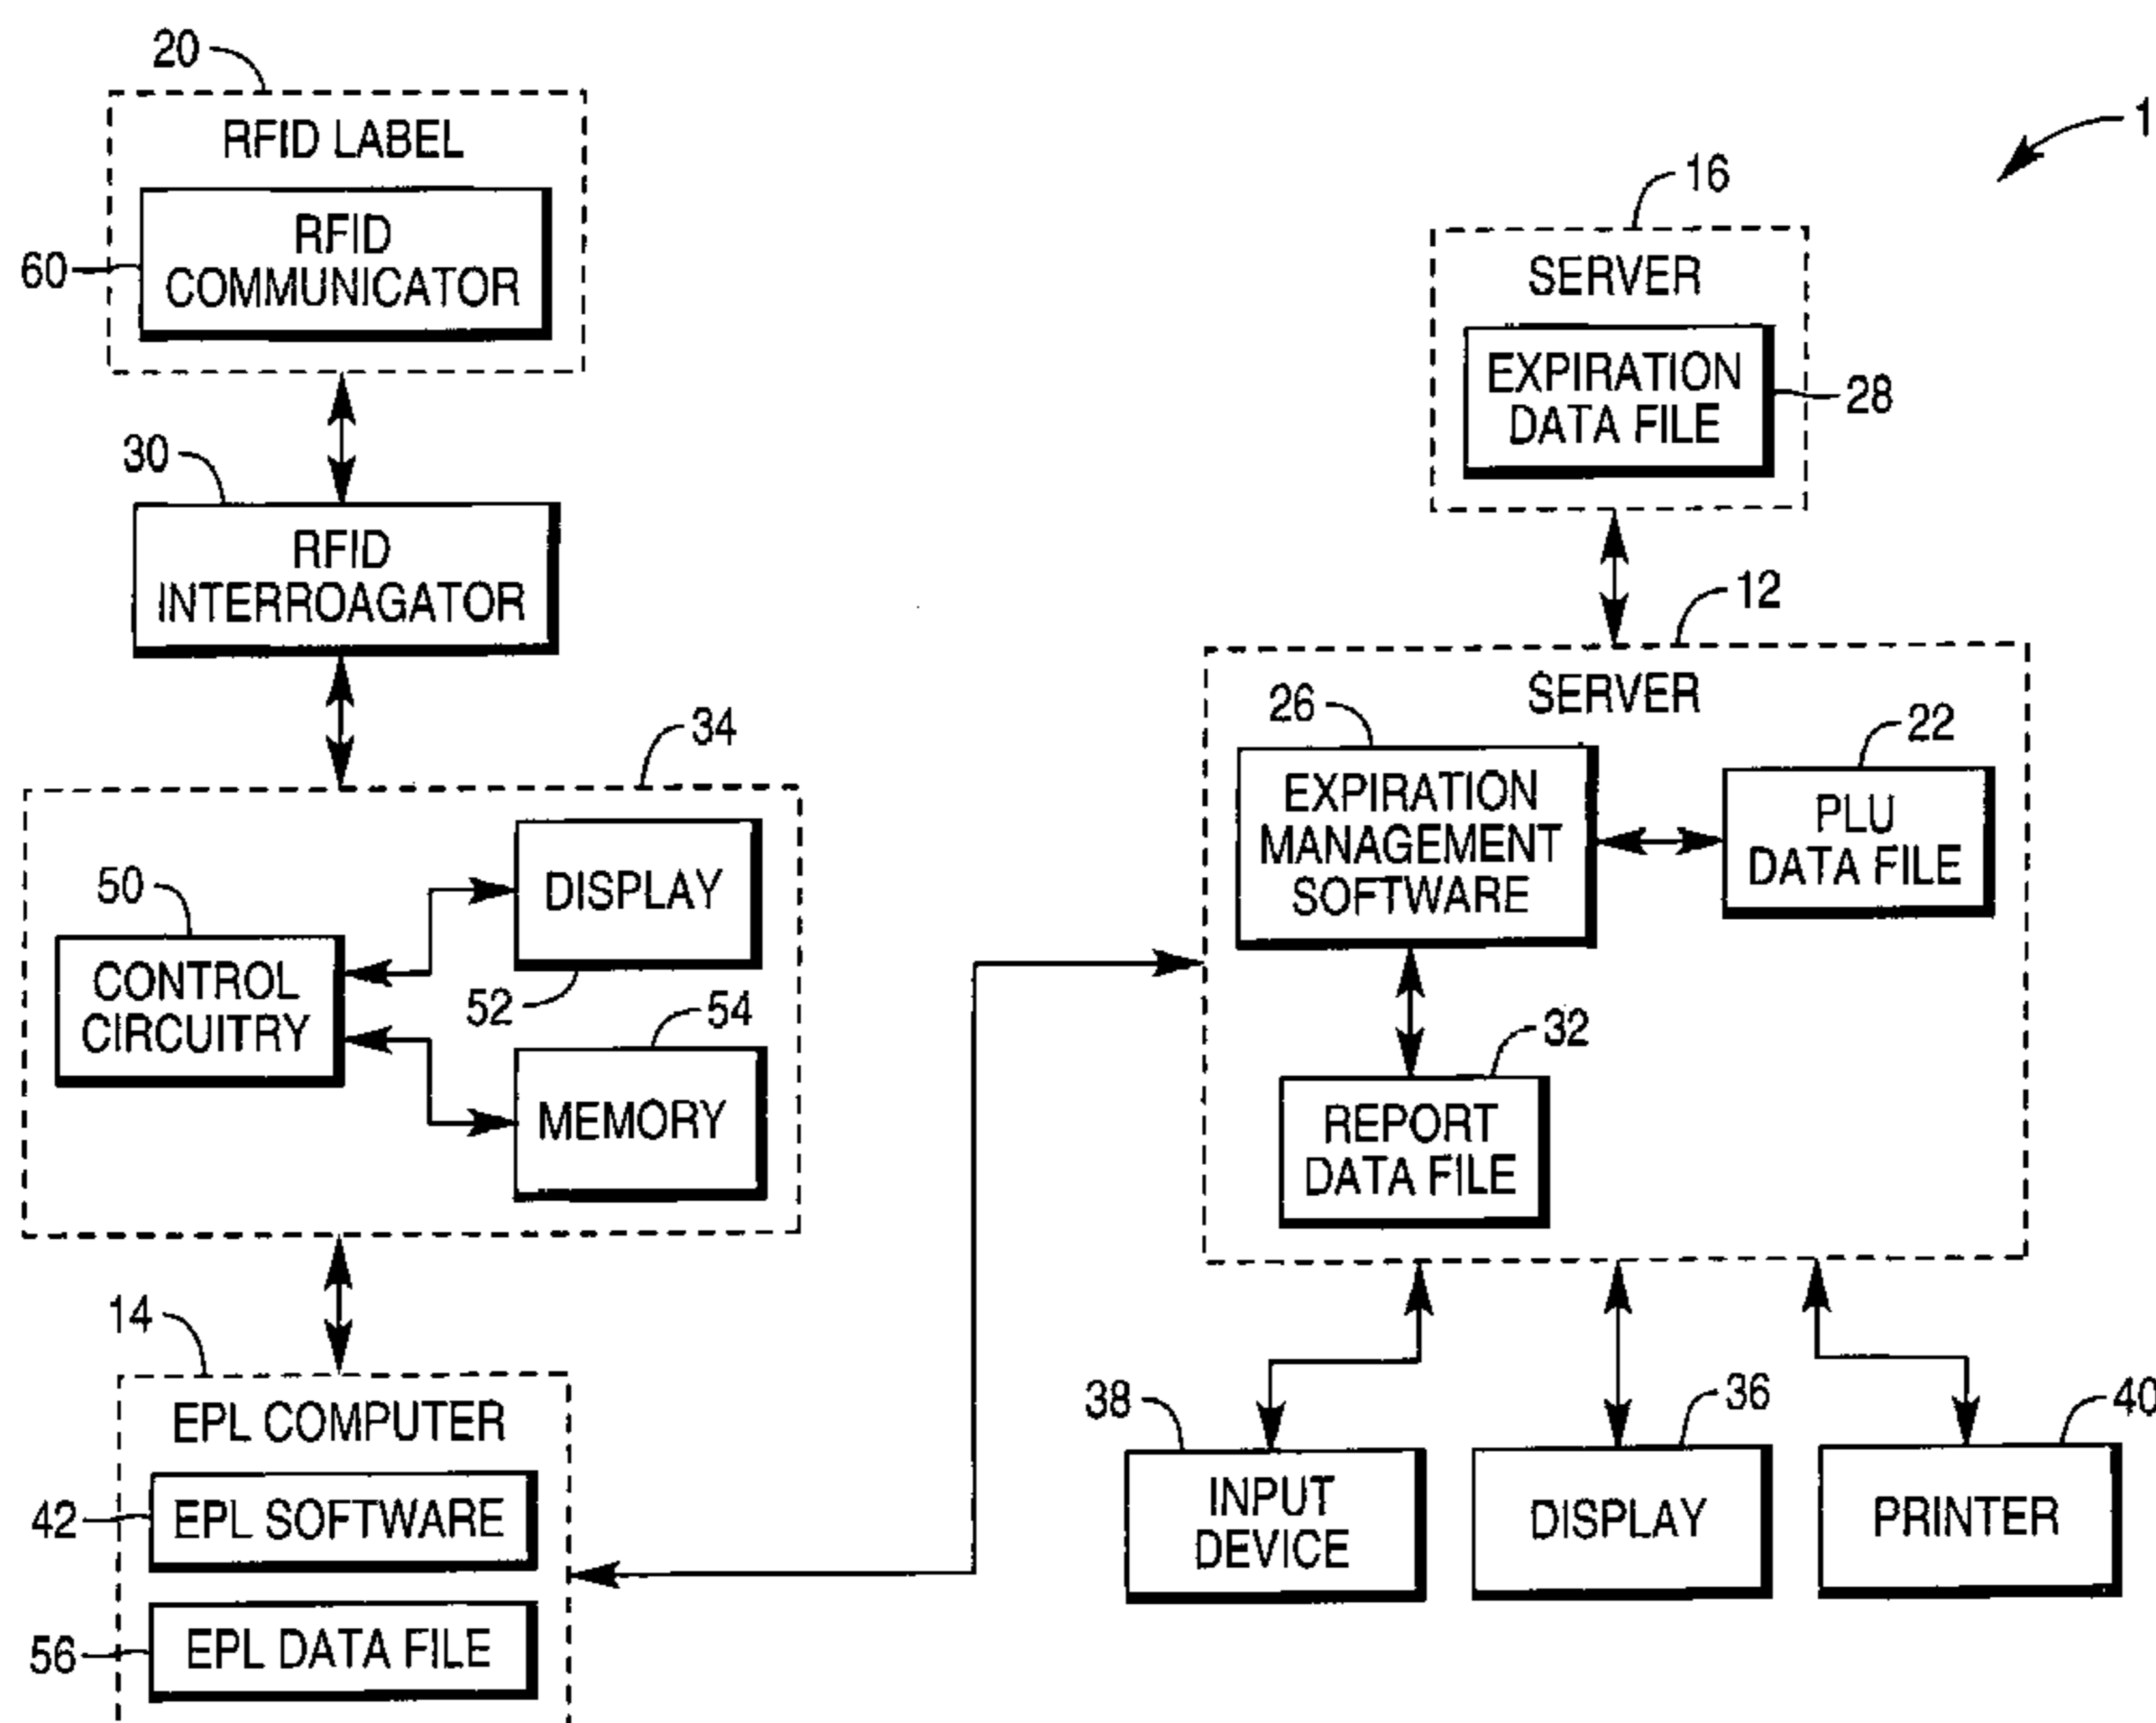 20
RFID LABEL
RFID
COMMUNICATOR
60
30
RFID
INTERROAGATOR
34
50
CONTROL
CIRCUITRY
DISPLAY
52
54
MEMORY
14
EPL COMPUTER
42
EPL SOFTWARE
56
EPL DATA FILE
1
16
SERVER
EXPIRATION
DATA FILE
28
12
SERVER
26
EXPIRATION
MANAGEMENT
SOFTWARE
22
PLU
DATA FILE
32
REPORT
DATA FILE
38
INPUT
DEVICE
36
DISPLAY
40
PRINTER